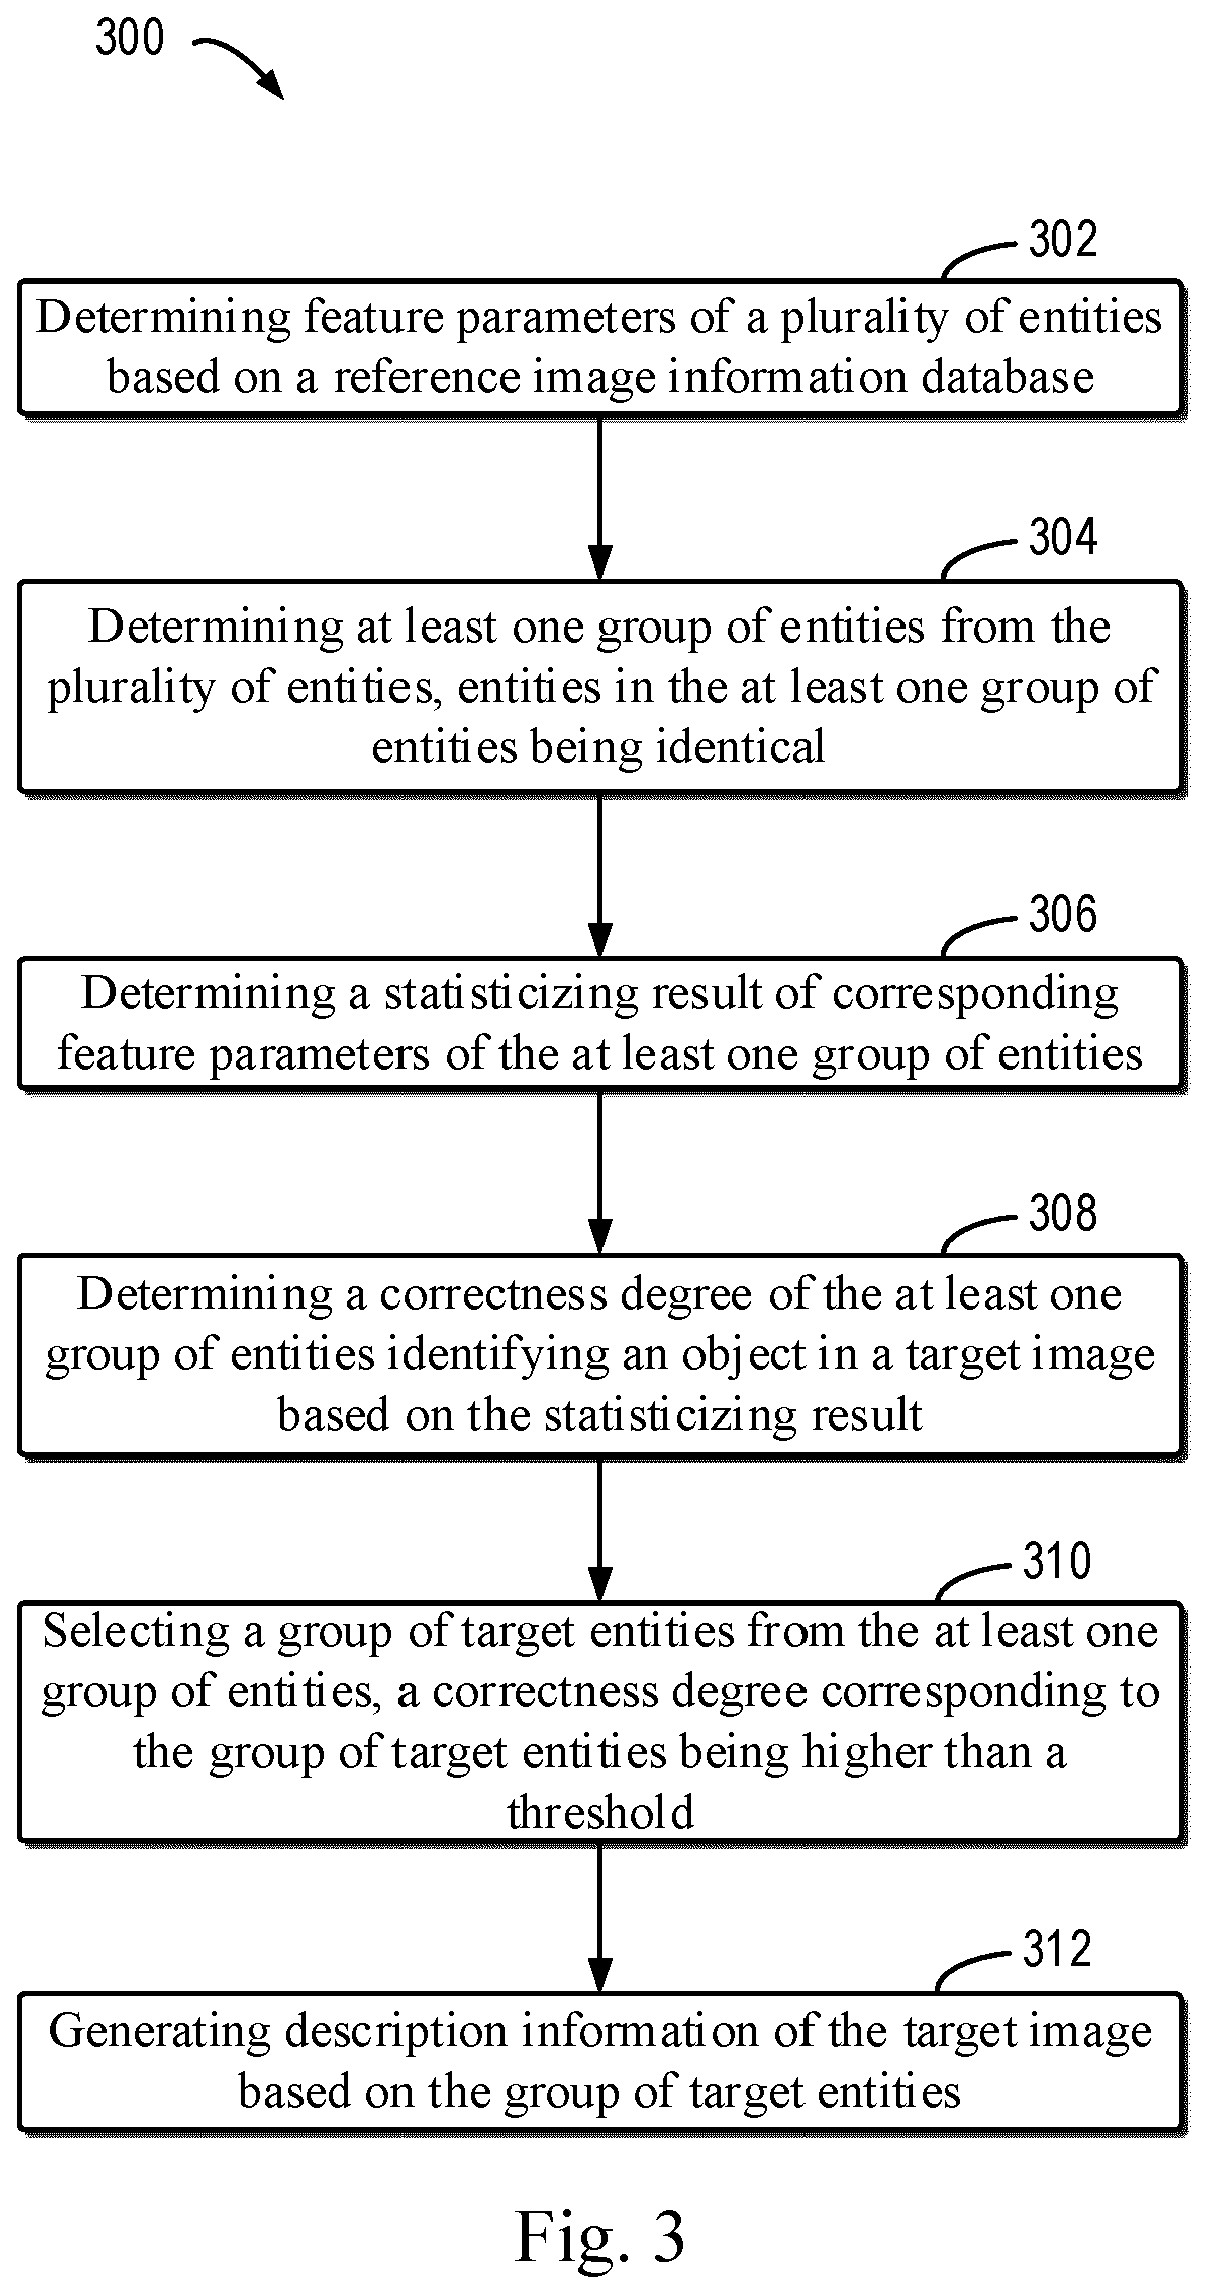 300
302
Determining feature parameters of a plurality of entities
based on a reference image information database
304
Determining at least one group of entities from the
plurality of entities, entities in the at least one group of
entities being identical
306
Determining a statisticizing result of corresponding
feature parameters of the at least one group of entities
308
Determining a correctness degree of the at least one
group of entities identifying an object in a target image
based on the statisticizing result
310
Selecting a group of target entities from the at least one
group of entities, a correctness degree corresponding to
the group of target entities being higher than a
threshold
312
Generating description information of the target image
based on the group of target entities
Fig. 3